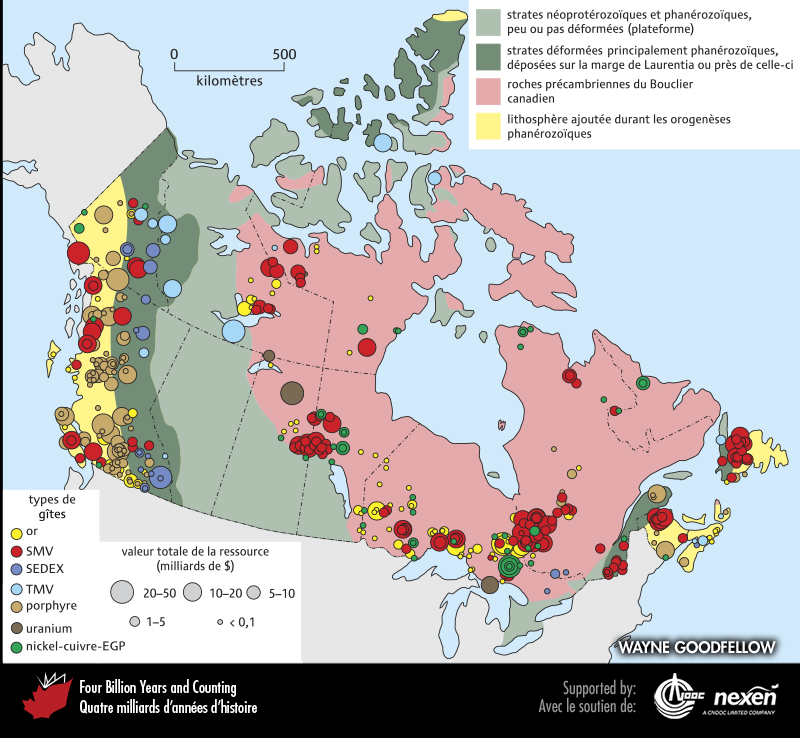 strates néoprotérozoïques et phanérozoïques,
peu ou pas déformées (plateforme)
strates déformées principalement phanérozoïques,
déposées sur la marge de Laurentia ou près de celle-ci
roches précambriennes du Bouclier
canadien
lithosphère ajoutée durant les orogenèses
phanérozoïques
0 500
kilomètres
types de
gîtes
or
SMV
SEDEX
TMV
porphyre
uranium
nickel-cuivre-EGP
valeur totale de la ressource
(milliards de $)
20–50 10–20 5–10
1–5 < 0,1
WAYNE GOODFELLOW
Four Billion Years and Counting
Quatre milliards d'années d'histoire
Supported by:
Avec le soutien de:
CNOOC nexen
A CNOOC LIMITED COMPANY